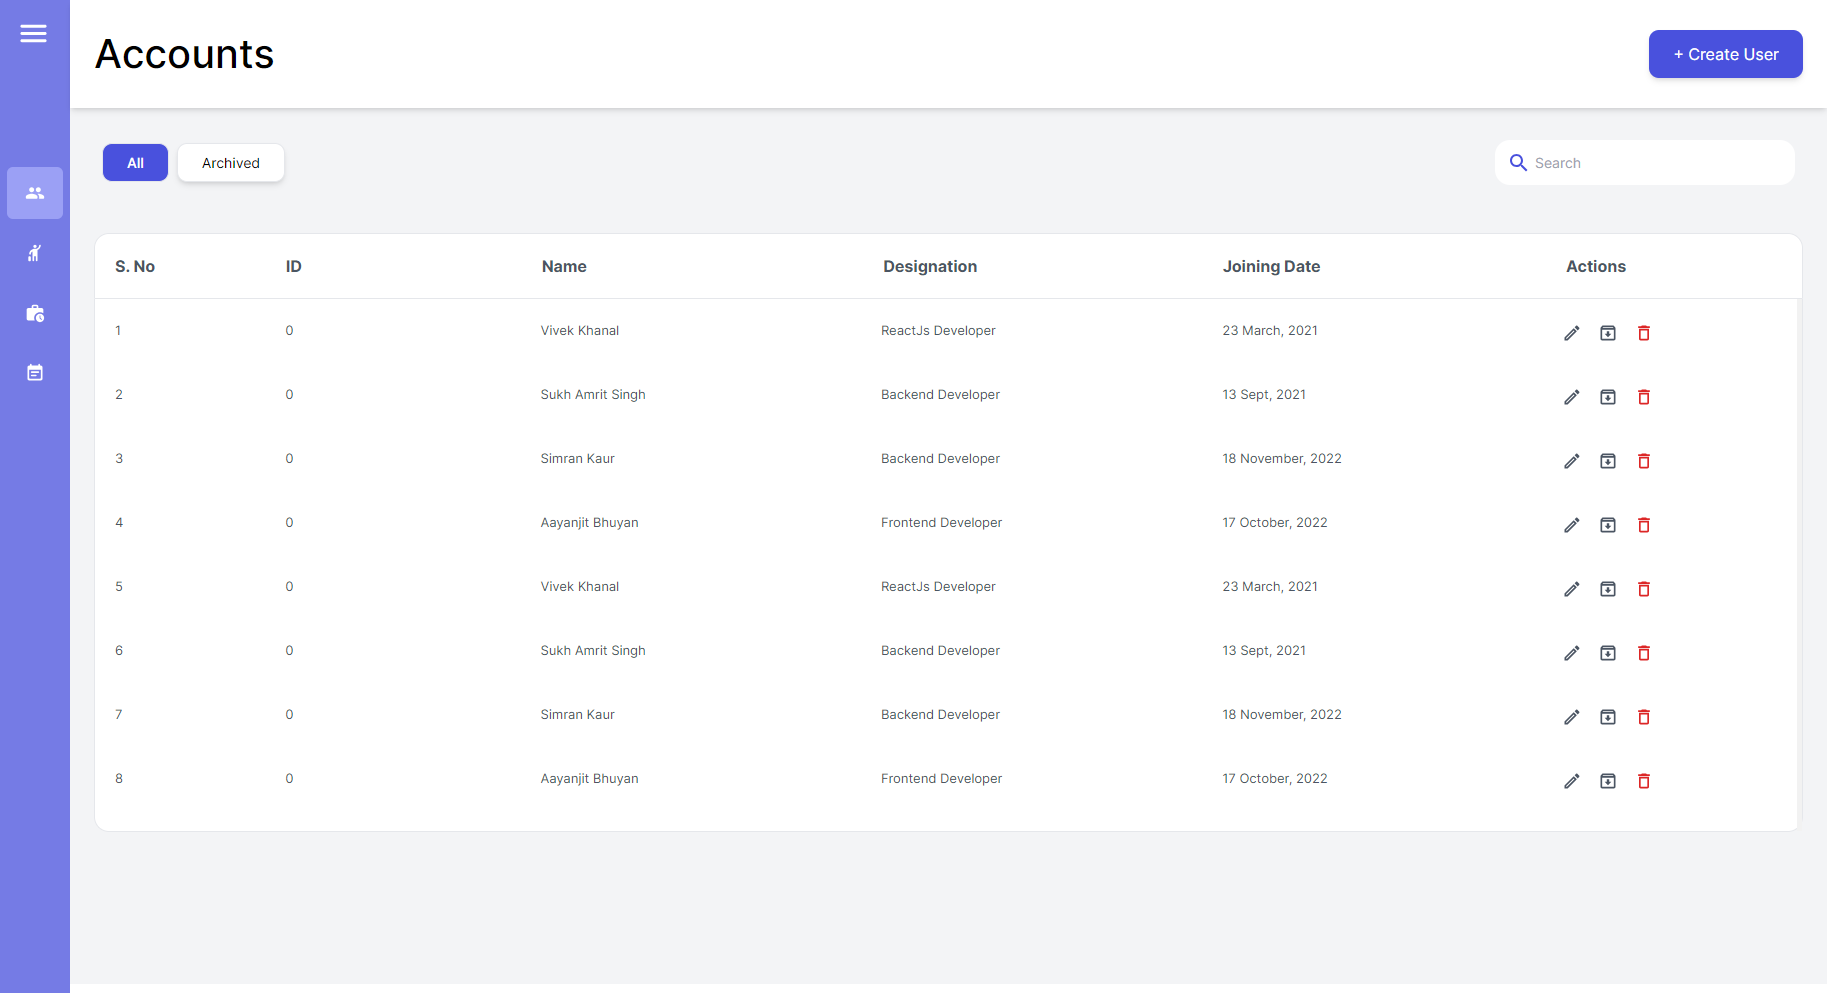 Accounts
+ Create User
All
Archived
Search
S. No ID Name Designation Joining Date Actions
1 0 Vivek Khanal ReactJs Developer 23 March, 2021
2 0 Sukh Amrit Singh Backend Developer 13 Sept, 2021
3 0 Simran Kaur Backend Developer 18 November, 2022
4 0 Aayanjit Bhuyan Frontend Developer 17 October, 2022
5 0 Vivek Khanal ReactJs Developer 23 March, 2021
6 0 Sukh Amrit Singh Backend Developer 13 Sept, 2021
7 0 Simran Kaur Backend Developer 18 November, 2022
8 0 Aayanjit Bhuyan Frontend Developer 17 October, 2022